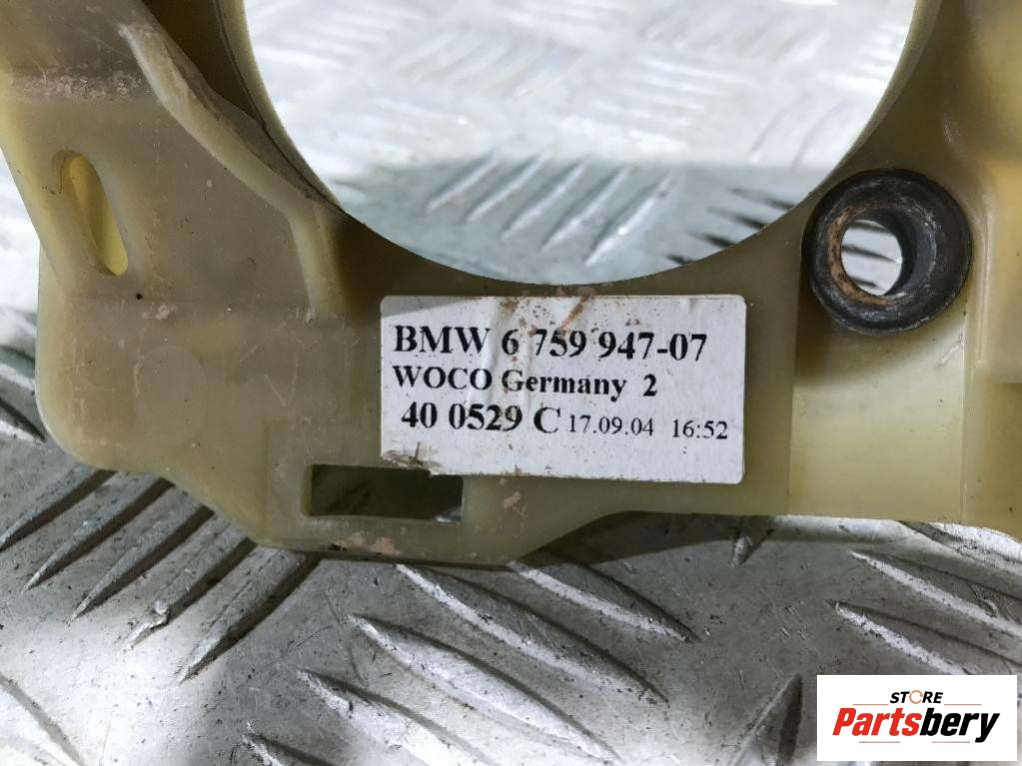 BMW 6 759 947-07
WOCO Germany 2
40 0529 C 17.09.04 16:52
STORE
Partsbery